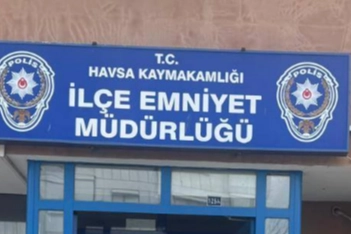 T.C.
HAVSA KAYMAKAMLIĞI
İLÇE EMNİYET
MÜDÜRLÜĞÜ
POLİS
POLİS